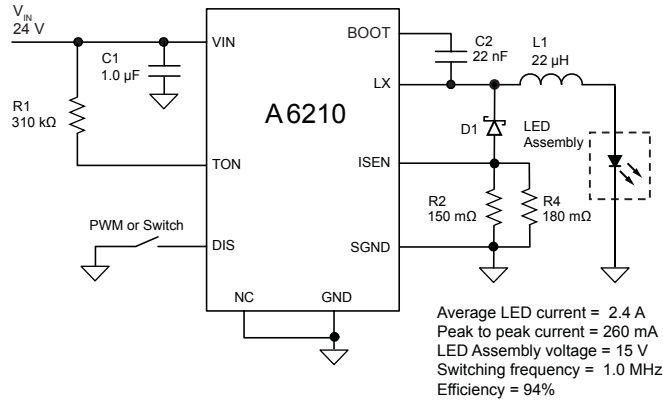 V_IN
24 V
R1
310 kΩ
C1
1.0 µF
VIN
TON
PWM or Switch
DIS
NC
GND
A6210
BOOT
LX
ISEN
SGND
C2
22 nF
L1
22 µH
D1
LED
Assembly
R2
150 mΩ
R4
180 mΩ
Average LED current = 2.4 A
Peak to peak current = 260 mA
LED Assembly voltage = 15 V
Switching frequency = 1.0 MHz
Efficiency = 94%